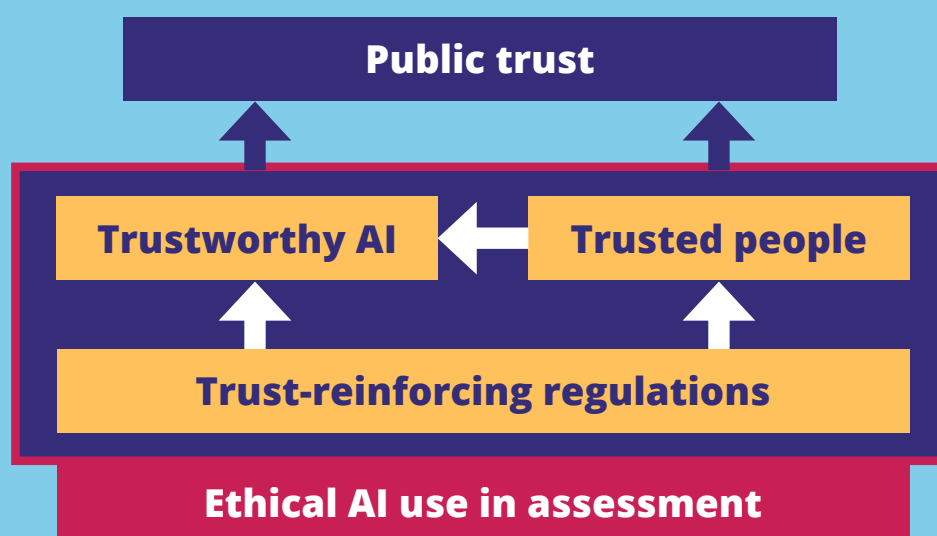 Public trust
Trustworthy AI
Trusted people
Trust-reinforcing regulations
Ethical AI use in assessment